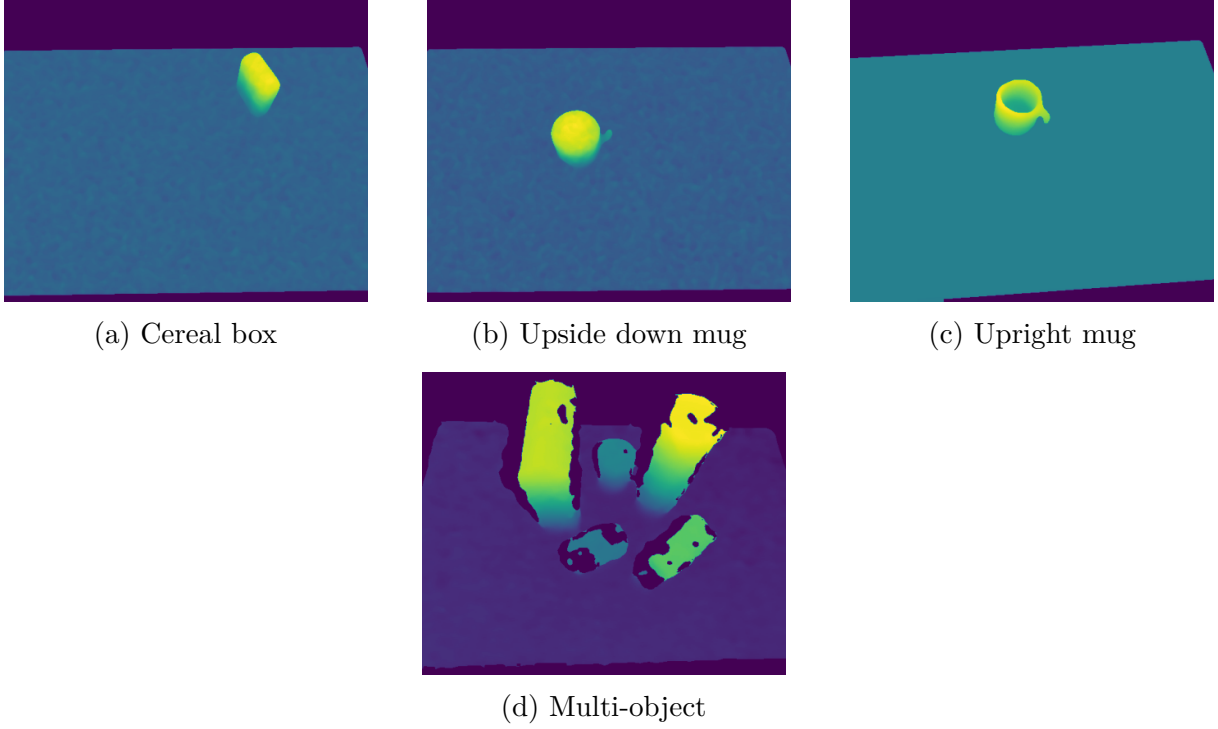 (a) Cereal box
(b) Upside down mug
(c) Upright mug
(d) Multi-object